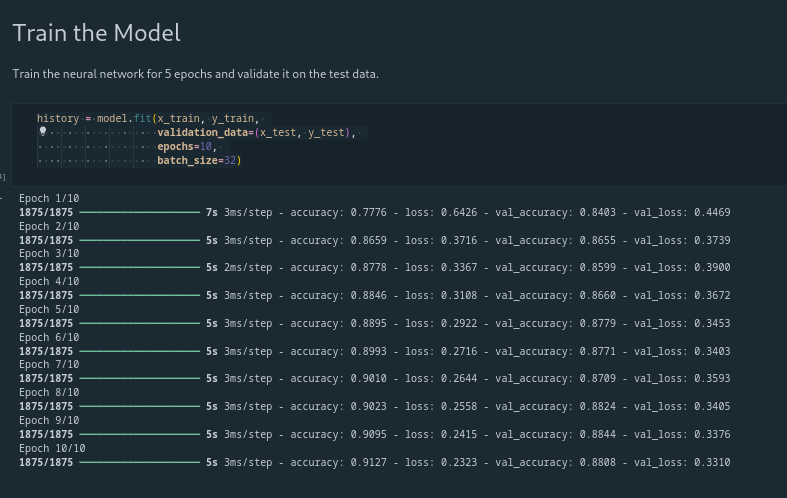 Train the Model
Train the neural network for 5 epochs and validate it on the test data.
history = model.fit(x_train, y_train,
validation_data=(x_test, y_test),
epochs=10,
batch_size=32)
Epoch 1/10
1875/1875 7s 3ms/step - accuracy: 0.7776 - loss: 0.6426 - val_accuracy: 0.8403 - val_loss: 0.4469
Epoch 2/10
1875/1875 5s 3ms/step - accuracy: 0.8659 - loss: 0.3716 - val_accuracy: 0.8655 - val_loss: 0.3739
Epoch 3/10
1875/1875 5s 2ms/step - accuracy: 0.8778 - loss: 0.3367 - val_accuracy: 0.8599 - val_loss: 0.3900
Epoch 4/10
1875/1875 5s 3ms/step - accuracy: 0.8846 - loss: 0.3108 - val_accuracy: 0.8660 - val_loss: 0.3672
Epoch 5/10
1875/1875 5s 3ms/step - accuracy: 0.8895 - loss: 0.2922 - val_accuracy: 0.8779 - val_loss: 0.3453
Epoch 6/10
1875/1875 5s 3ms/step - accuracy: 0.8993 - loss: 0.2716 - val_accuracy: 0.8771 - val_loss: 0.3403
Epoch 7/10
1875/1875 5s 3ms/step - accuracy: 0.9010 - loss: 0.2644 - val_accuracy: 0.8709 - val_loss: 0.3593
Epoch 8/10
1875/1875 5s 3ms/step - accuracy: 0.9023 - loss: 0.2558 - val_accuracy: 0.8824 - val_loss: 0.3405
Epoch 9/10
1875/1875 5s 3ms/step - accuracy: 0.9095 - loss: 0.2415 - val_accuracy: 0.8844 - val_loss: 0.3376
Epoch 10/10
1875/1875 5s 3ms/step - accuracy: 0.9127 - loss: 0.2323 - val_accuracy: 0.8808 - val_loss: 0.3310